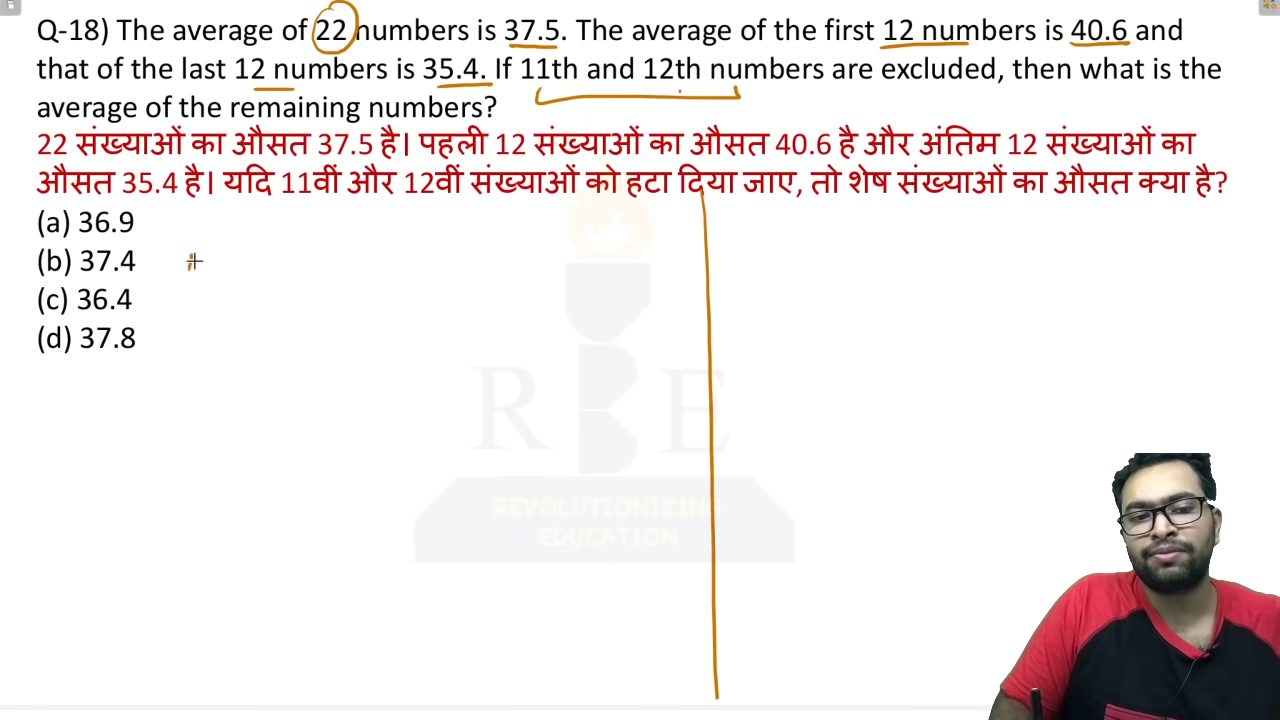 Q-18) The average of 22 numbers is 37.5. The average of the first 12 numbers is 40.6 and
that of the last 12 numbers is 35.4. If 11th and 12th numbers are excluded, then what is the
average of the remaining numbers?
22 संख्याओं का औसत 37.5 है। पहली 12 संख्याओं का औसत 40.6 है और अंतिम 12 संख्याओं का
औसत 35.4 है। यदि 11वीं और 12वीं संख्याओं को हटा दिया जाए, तो शेष संख्याओं का औसत क्या है?
(a) 36.9
(b) 37.4
(c) 36.4
(d) 37.8
R B E
REVOLUTIONIZING
EDUCATION